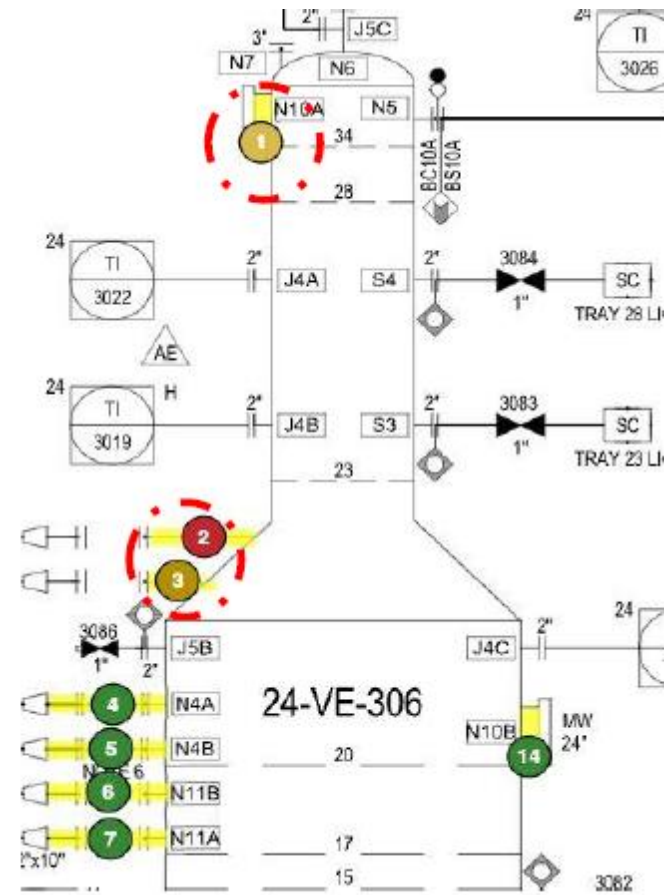 2" J5C
24
3"
TI
3026
N7
N6
N10A
N5
1
34
BC10A
BS10A
28
24
TI
3022
2"
J4A
S4
2"
3084
1"
SC
TRAY 28 LI
AE
H
24
TI
3019
2"
J4B
S3
2"
3083
1"
SC
TRAY 23 LI
23
2
3
3086
1"
2"
J5B
J4C
2"
24
4
N4A
24-VE-306
5
N4B
N10B
MW
24"
20
14
6
N11B
7
N11A
"x10"
17
15
3082